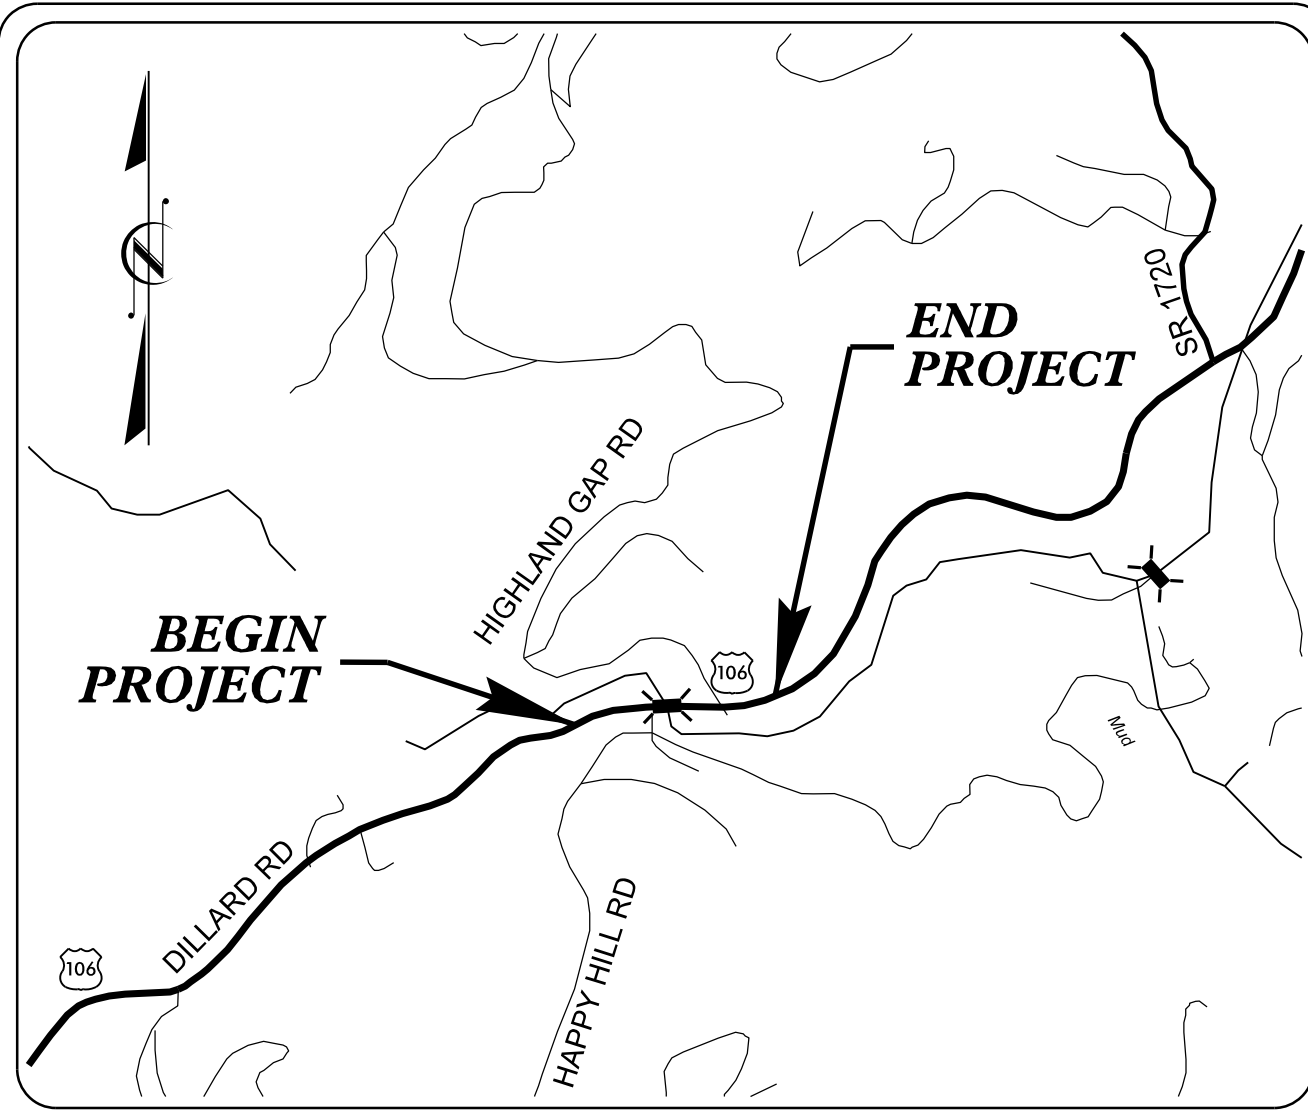 N
SR 1720
END
PROJECT
HIGHLAND GAP RD
BEGIN
PROJECT
106
Mud
DILLARD RD
HAPPY HILL RD
106